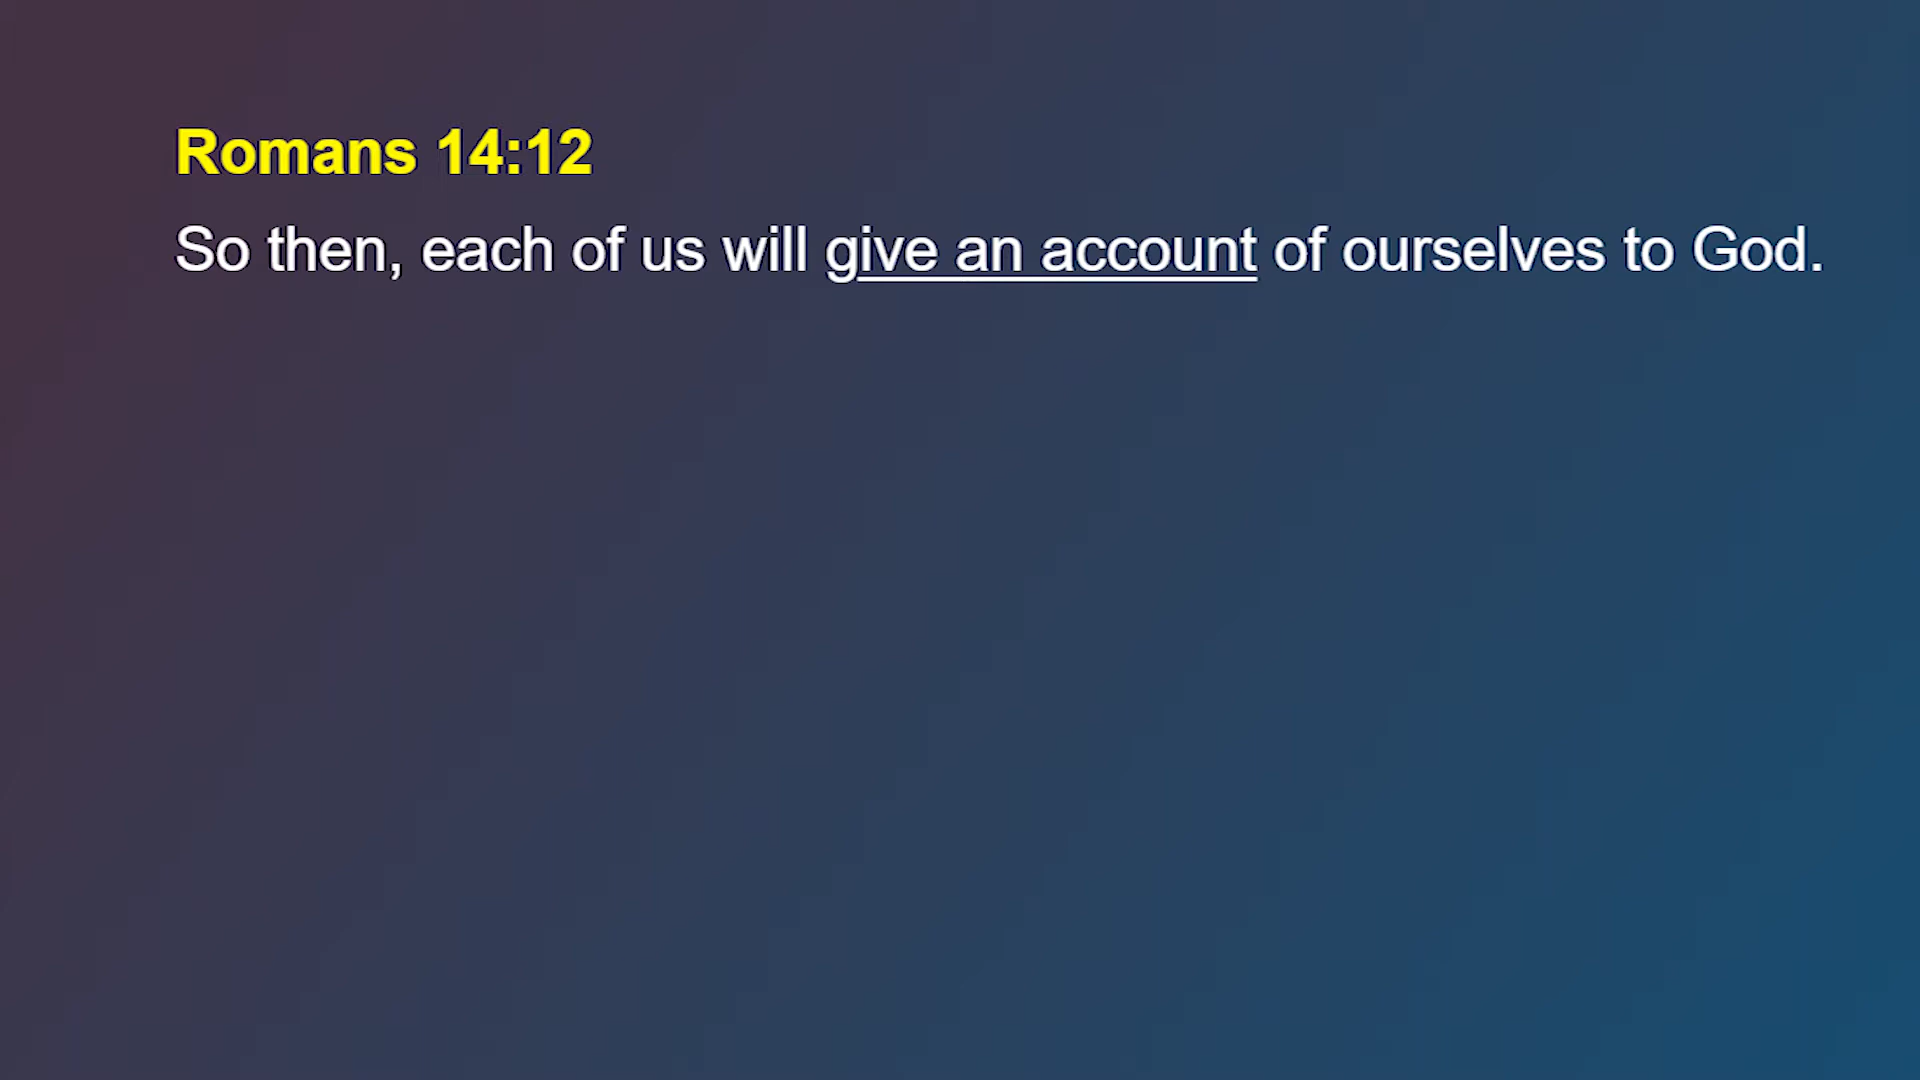 Romans 14:12
So then, each of us will give an account of ourselves to God.